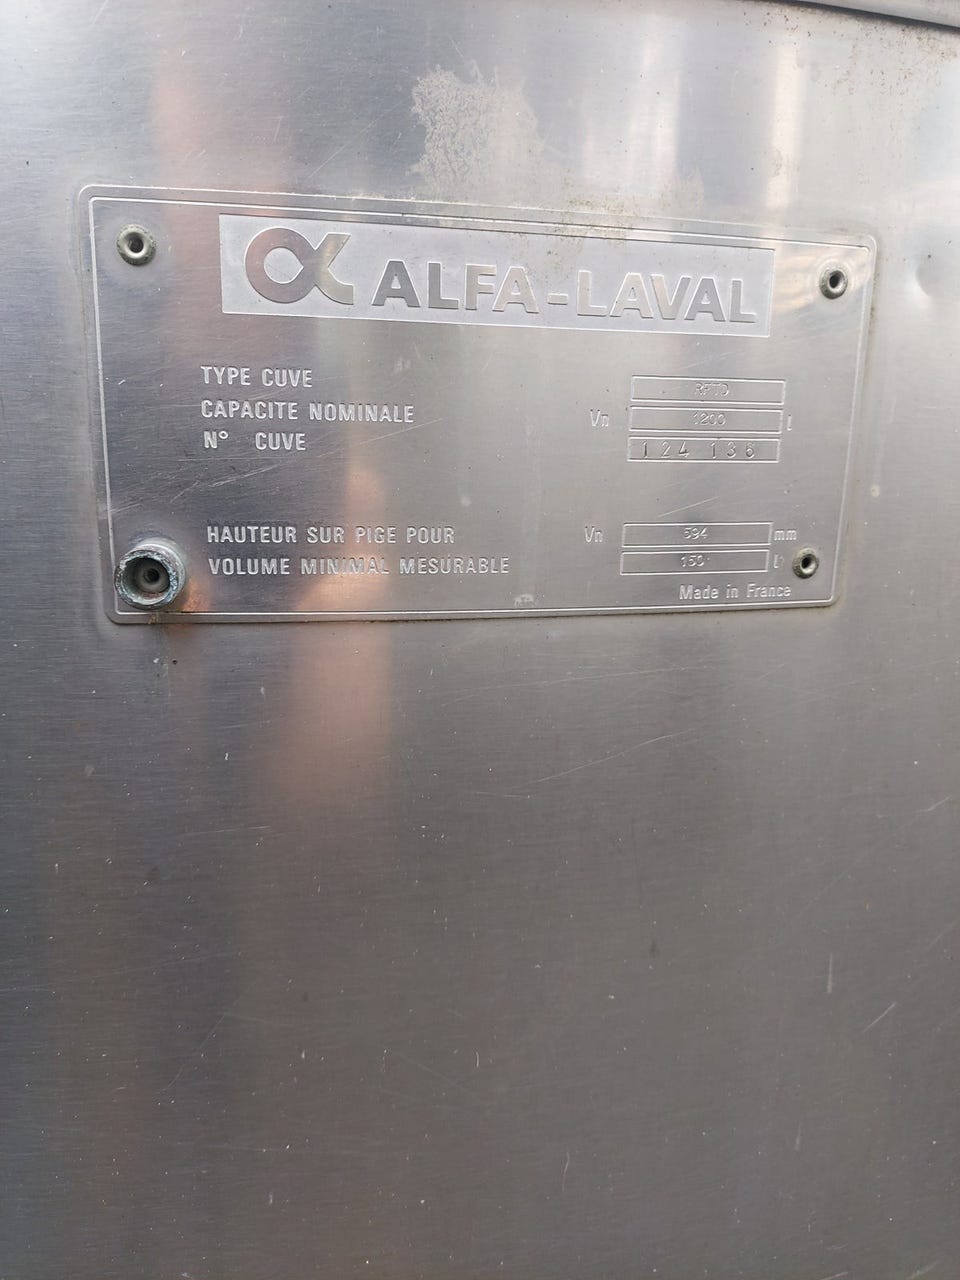 ALFA-LAVAL
TYPE CUVE RFTD
CAPACITE NOMINALE Vn 1200 l
N° CUVE 124 136
HAUTEUR SUR PIGE POUR Vn 594 mm
VOLUME MINIMAL MESURABLE 150 l
Made in France